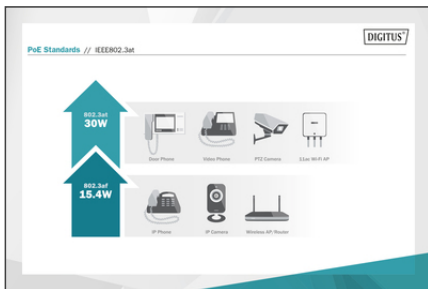 DIGITUS®
PoE Standards // IEEE802.3at
802.3at
30W
Door Phone Video Phone PTZ Camera 11ac Wi-Fi AP
802.3af
15.4W
IP Phone IP Camera Wireless AP/Router